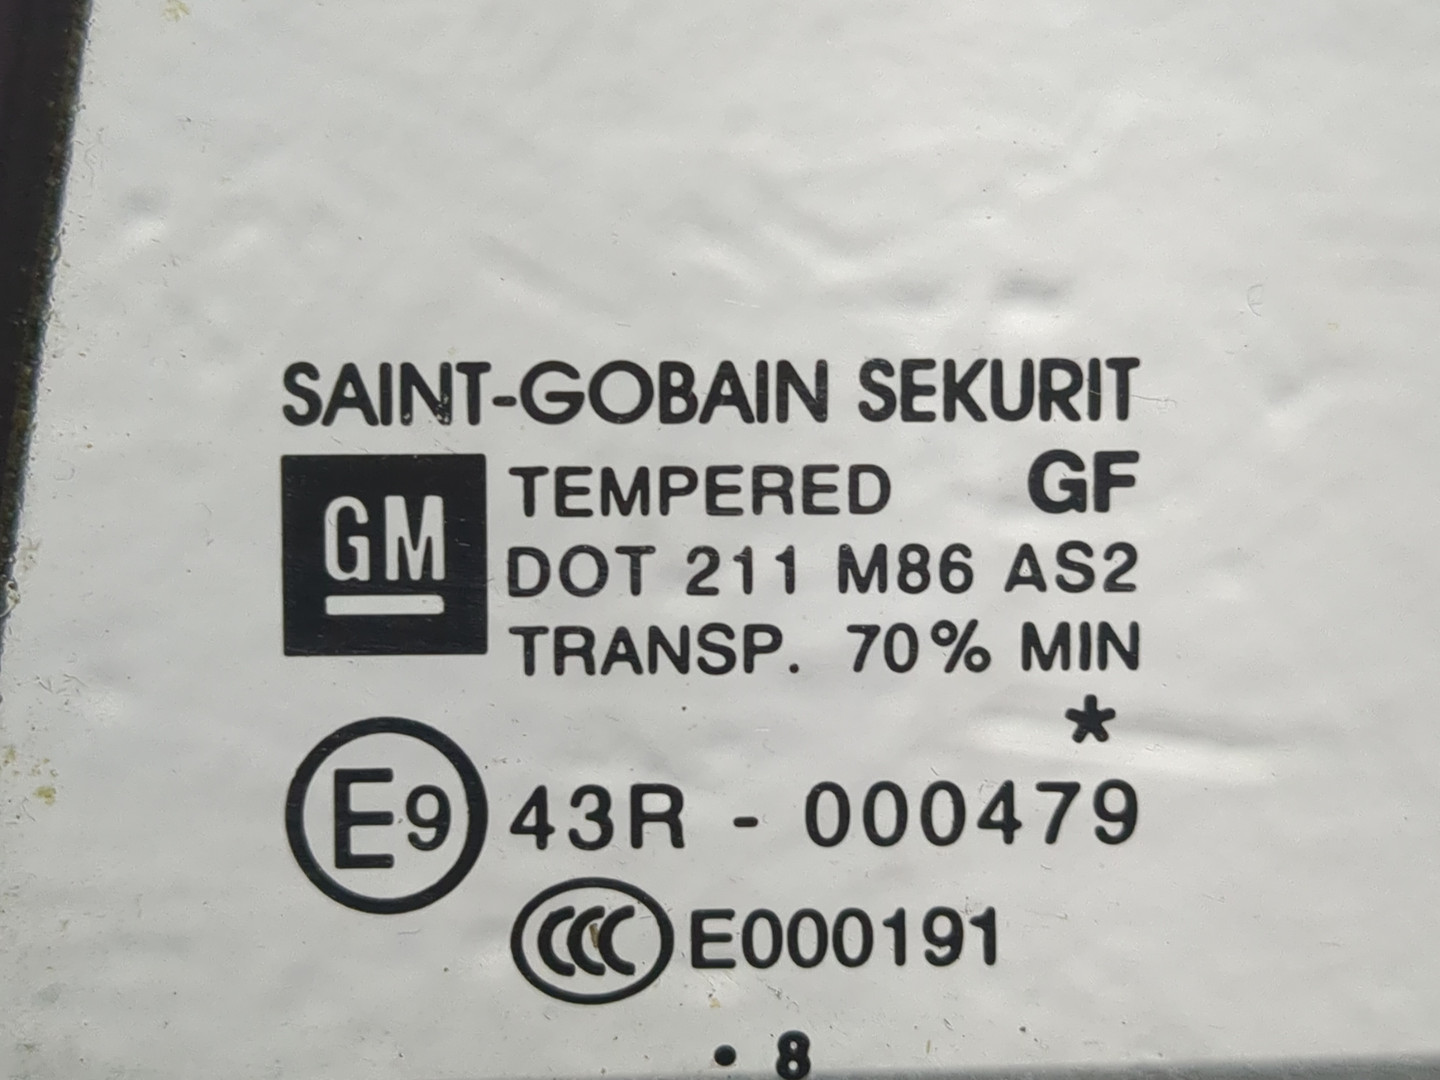 SAINT-GOBAIN SEKURIT
GM
TEMPERED GF
DOT 211 M86 AS2
TRANSP. 70% MIN
*
E9 43R - 000479
CCC E000191
. 8